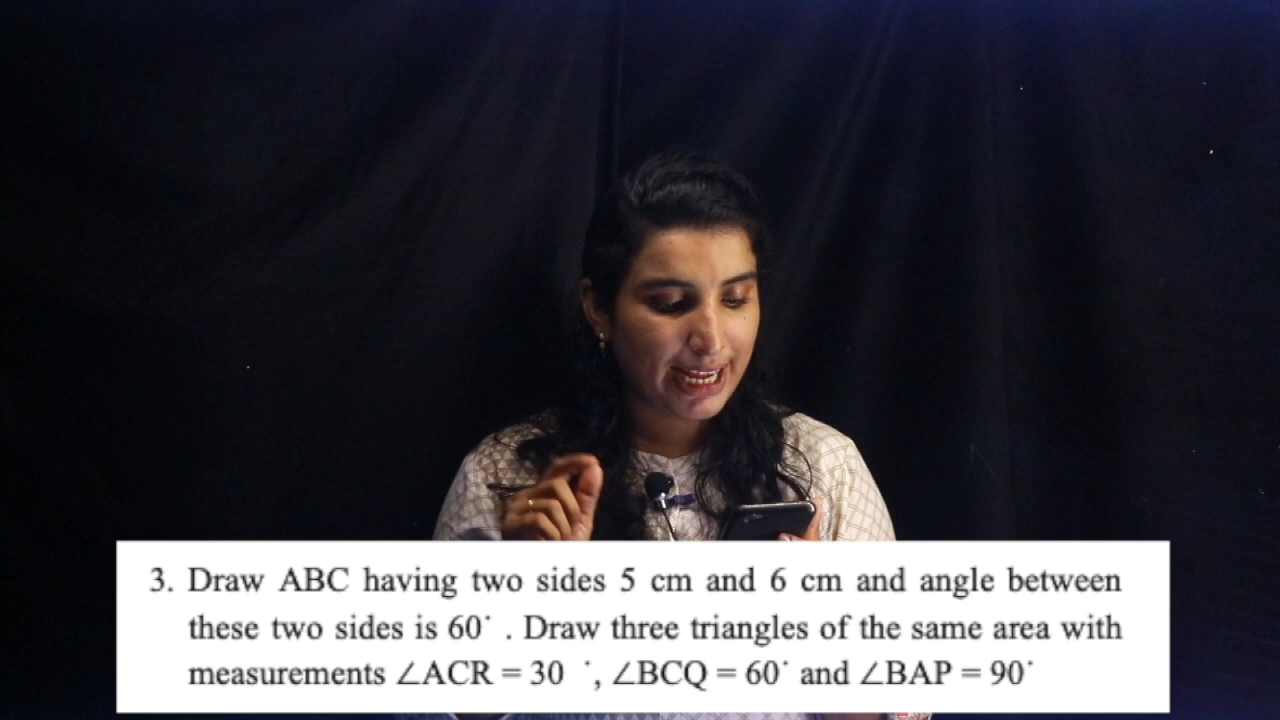 3. Draw ABC having two sides 5 cm and 6 cm and angle between
these two sides is 60˚ . Draw three triangles of the same area with
measurements ∠ACR = 30 ˚, ∠BCQ = 60˚ and ∠BAP = 90˚